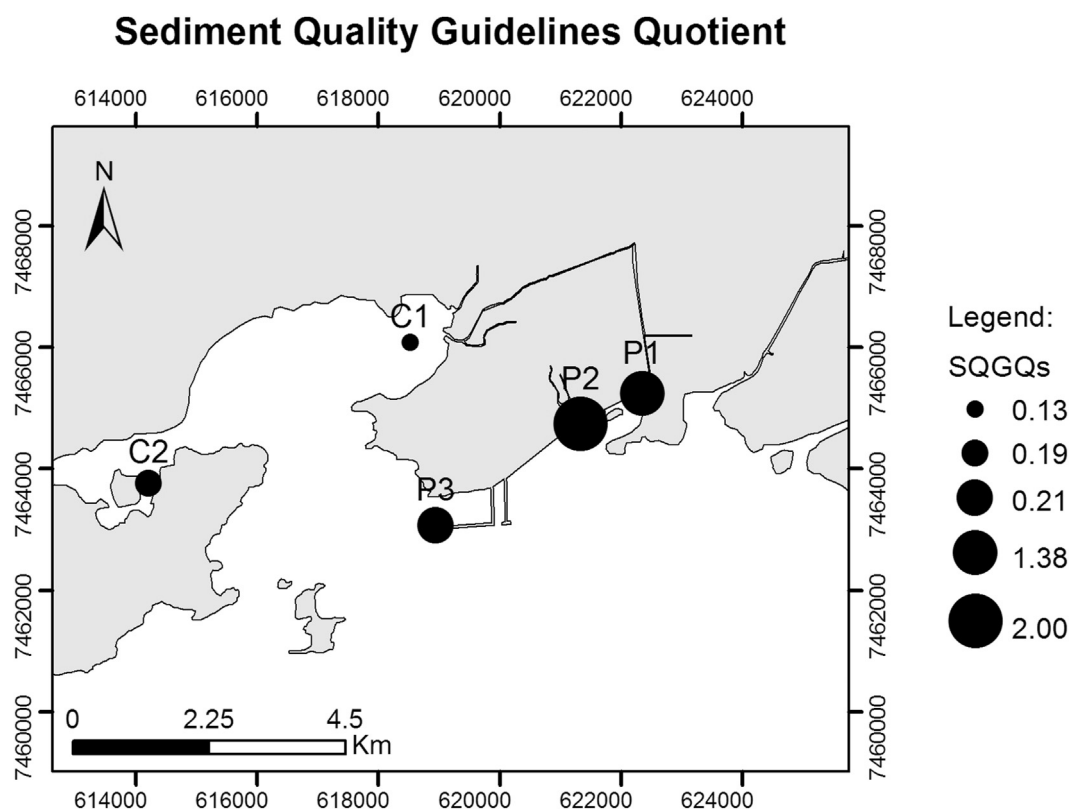 Sediment Quality Guidelines Quotient
614000 616000 618000 620000 622000 624000
N
7468000 7468000
C1
Legend:
P1
7466000 7466000
SQGQs
P2
0.13
C2
0.19
7464000 7464000
P3
0.21
1.38
7462000 7462000
2.00
0 2.25 4.5
Km
7460000 7460000
614000 616000 618000 620000 622000 624000